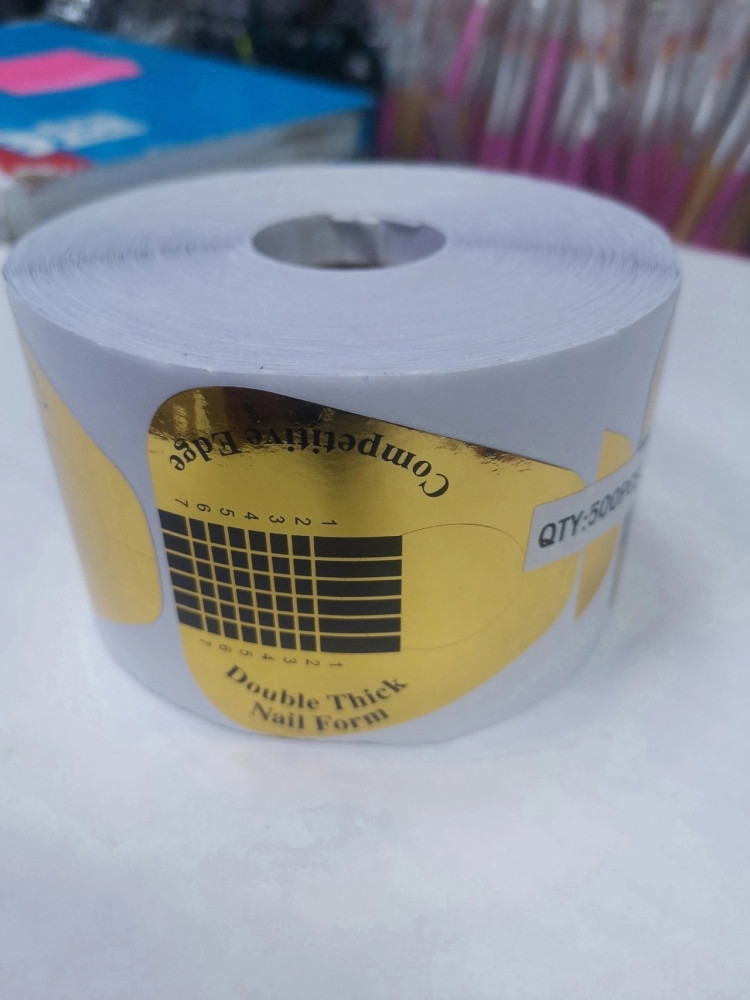 Competitive Edge
7 6 5 4 3 2 1
7 6 5 4 3 2 1
Double Thick
Nail Form
QTY:500PCS